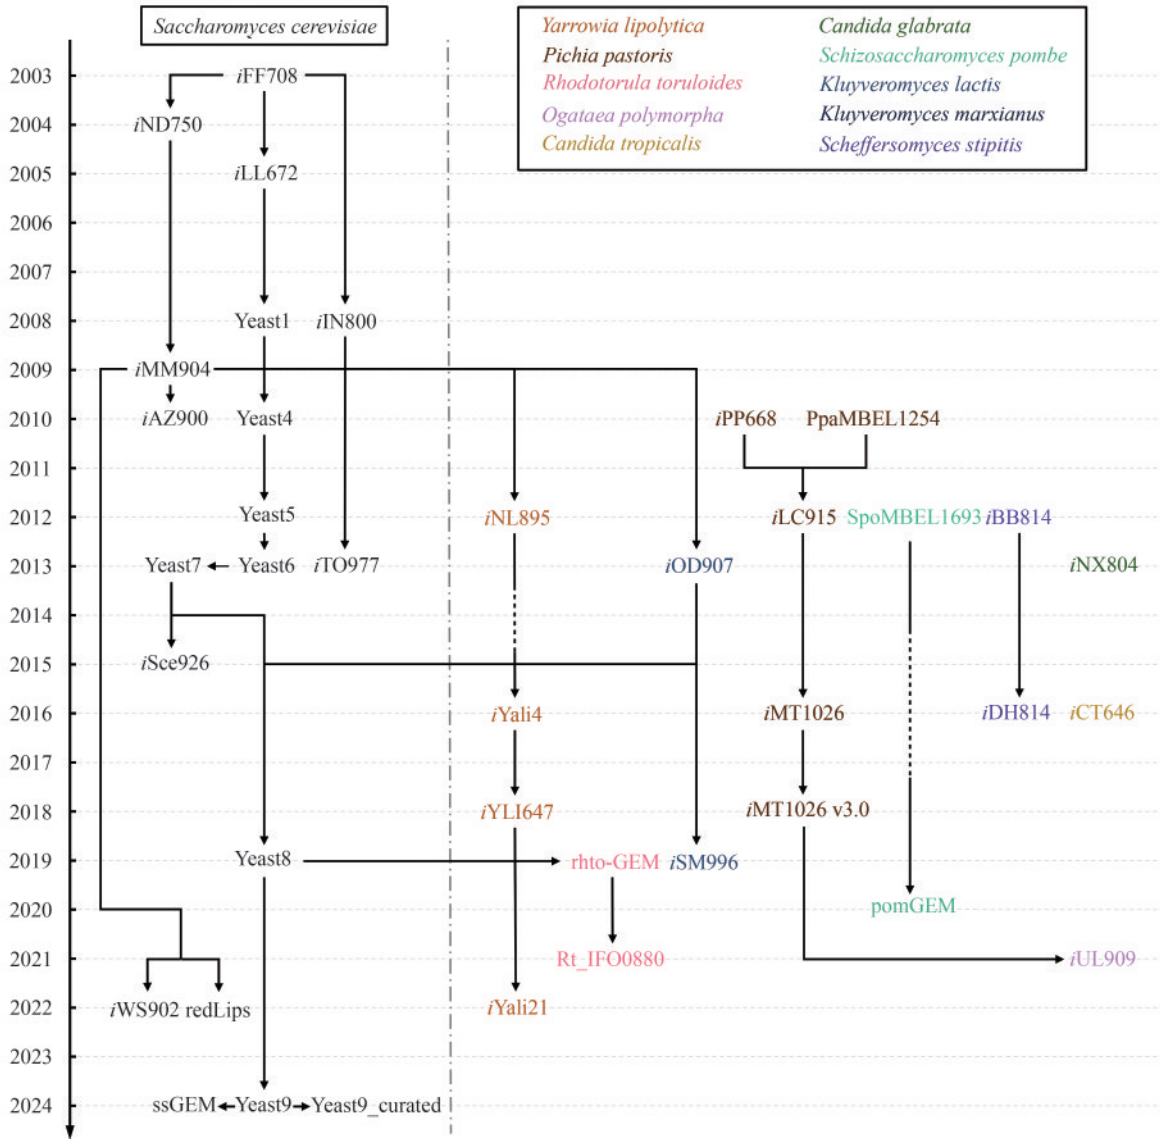 Saccharomyces cerevisiae
Yarrowia lipolytica
Candida glabrata
Pichia pastoris
Schizosaccharomyces pombe
Rhodotorula toruloides
Kluyveromyces lactis
Ogataea polymorpha
Kluyveromyces marxianus
Candida tropicalis
Scheffersomyces stipitis
2003 iFF708
2004 iND750
2005 iLL672
2006
2007
2008 Yeast1 iIN800
2009 iMM904
2010 iAZ900 Yeast4 iPP668 PpaMBEL1254
2011
2012 Yeast5 iNL895 iLC915 SpoMBEL1693 iBB814
2013 Yeast7 Yeast6 iTO977 iOD907 iNX804
2014
2015 iSce926
2016 iYali4 iMT1026 iDH814 iCT646
2017
2018 iYLI647 iMT1026 v3.0
2019 Yeast8 rhto-GEM iSM996
2020 pomGEM
2021 Rt_IFO0880 iUL909
2022 iWS902 redLips iYali21
2023
2024 ssGEM Yeast9 Yeast9_curated